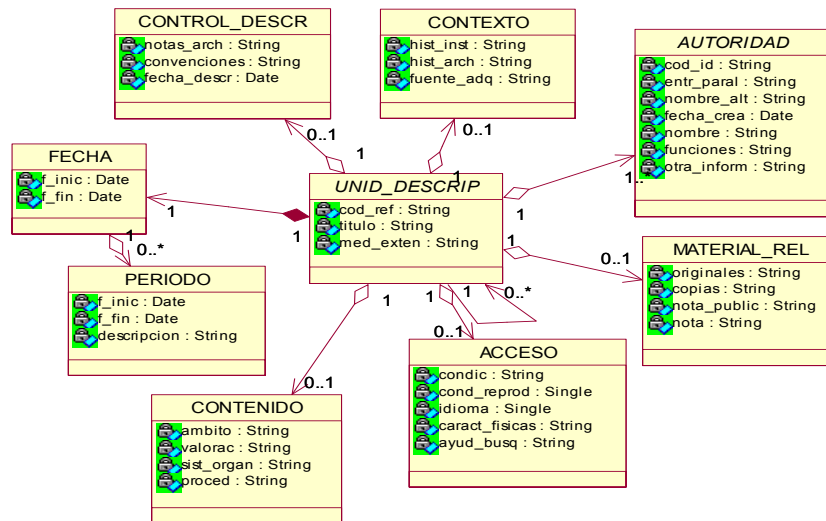 CONTROL_DESCR
notas_arch : String
convenciones : String
fecha_descr : Date
CONTEXTO
hist_inst : String
hist_arch : String
fuente_adq : String
AUTORIDAD
cod_id : String
entr_paral : String
nombre_alt : String
fecha_crea : Date
nombre : String
funciones : String
otra_inform : String
0..1
1
0..1
1
1..*
1
FECHA
f_inic : Date
f_fin : Date
1
1
1
0..*
UNID_DESCRIP
cod_ref : String
titulo : String
med_exten : String
PERIODO
f_inic : Date
f_fin : Date
descripcion : String
MATERIAL_REL
originales : String
copias : String
nota_public : String
nota : String
1
0..1
1
0..1
1
0..1
1
0..*
CONTENIDO
ambito : String
valorac : String
sist_organ : String
proced : String
ACCESO
condic : String
cond_reprod : Single
idioma : Single
caract_fisicas : String
ayud_busq : String